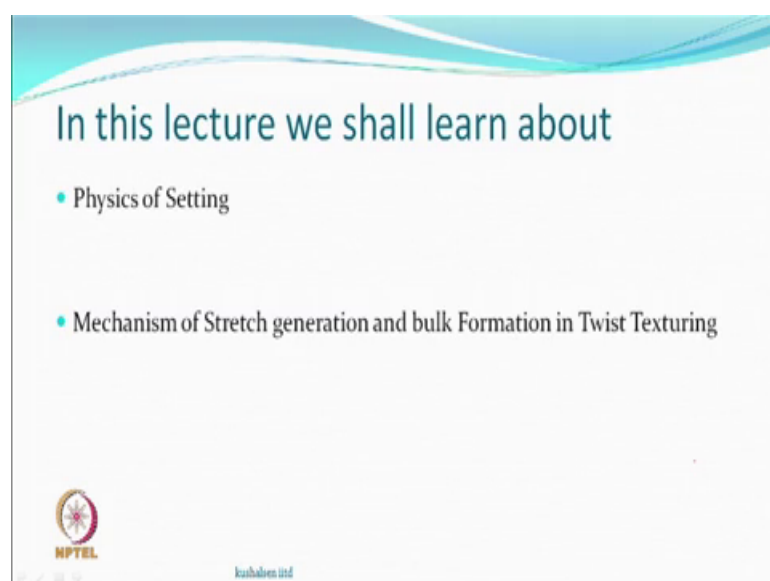 In this lecture we shall learn about
• Physics of Setting
• Mechanism of Stretch generation and bulk Formation in Twist Texturing
NPTEL
kushalsen iitd